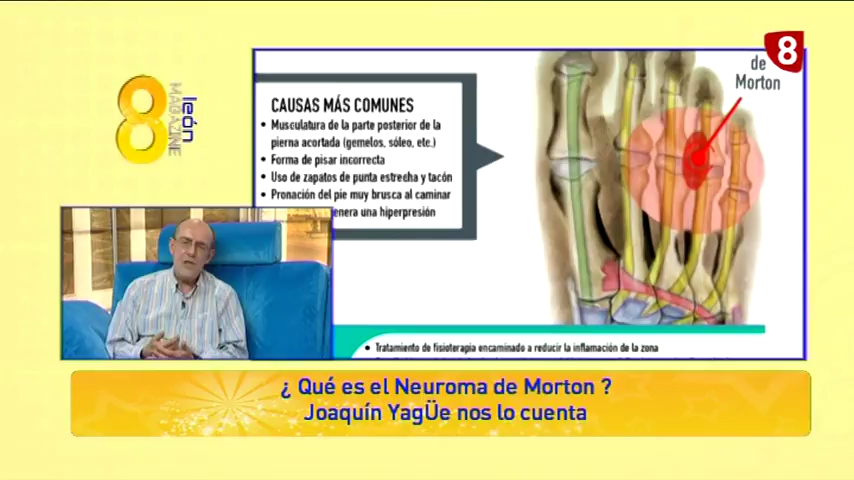 8
de
Morton
león
MAGAZINE
8
CAUSAS MÁS COMUNES
• Musculatura de la parte posterior de la
pierna acortada (gemelos, sóleo, etc.)
• Forma de pisar incorrecta
• Uso de zapatos de punta estrecha y tacón
• Pronación del pie muy brusca al caminar
enera una hiperpresión
• Tratamiento de fisioterapia encaminado a reducir la inflamación de la zona
¿ Qué es el Neuroma de Morton ?
Joaquín YagÜe nos lo cuenta